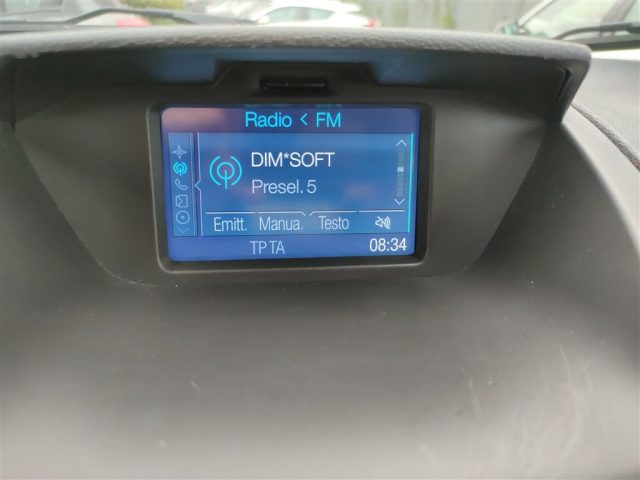 Radio < FM
DIM*SOFT
Presel. 5
Emitt. Manua. Testo
TP TA 08:34